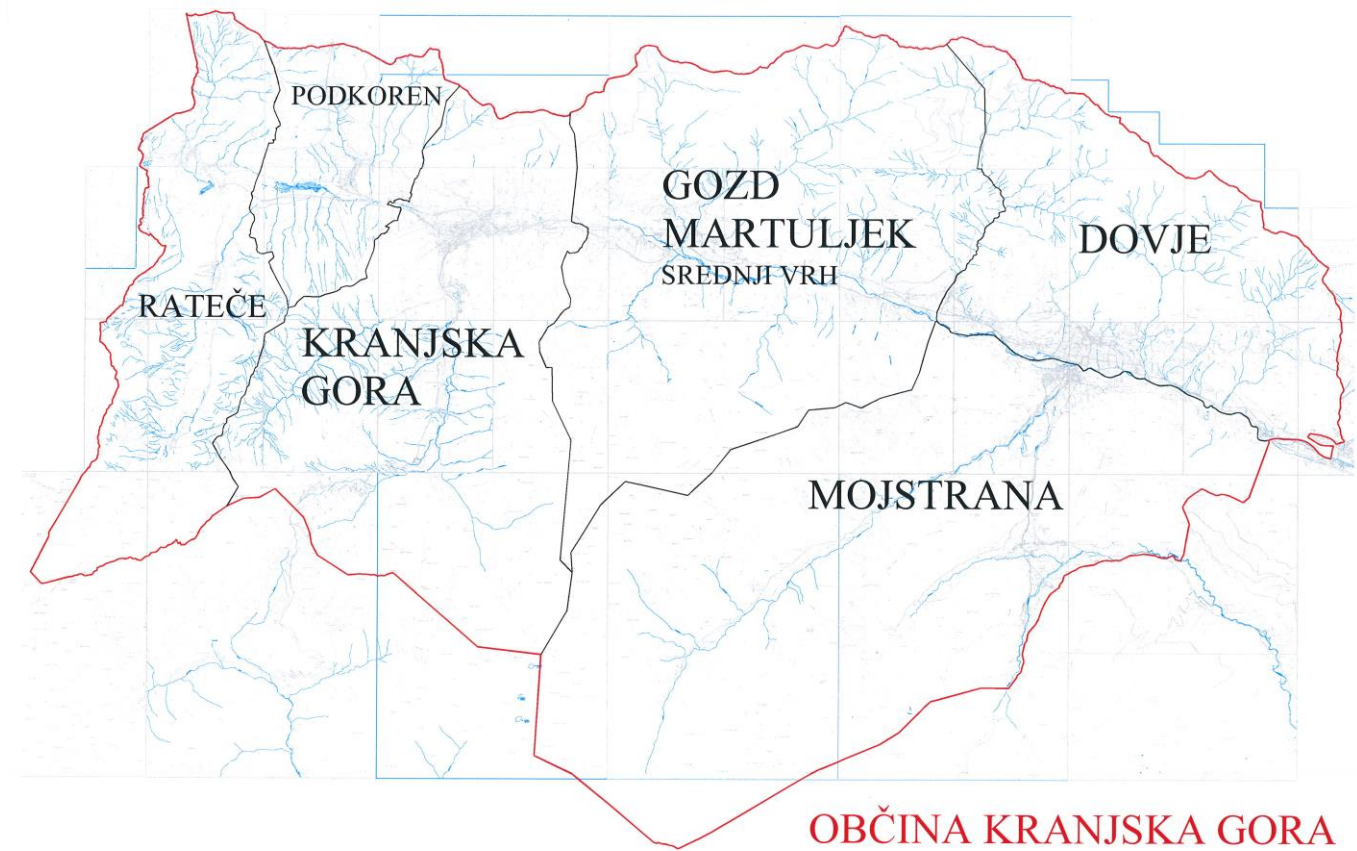 PODKOREN
GOZD
MARTULJEK
SREDNJI VRH
DOVJE
RATEČE
KRANJSKA
GORA
MOJSTRANA
OBČINA KRANJSKA GORA